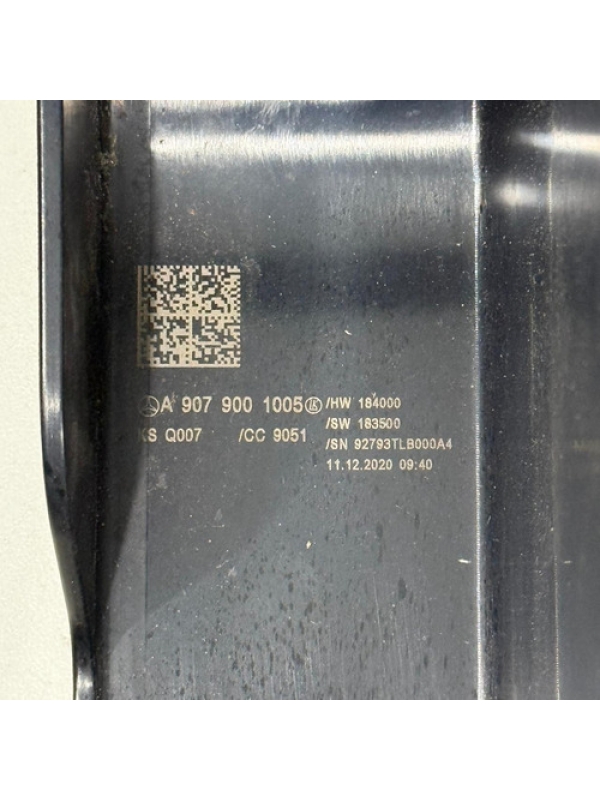 A 907 900 1005 /HW 184000
KS Q007 /CC 9051 /SW 183500
/SN 92793TLB000A4
11.12.2020 09:40